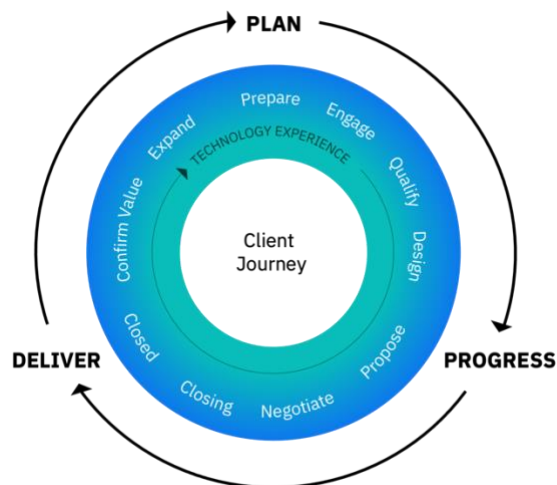 PLAN
Prepare
Engage
Qualify
Design
Propose
Negotiate
Closing
Closed
Confirm Value
Expand
TECHNOLOGY EXPERIENCE
Client
Journey
PROGRESS
DELIVER